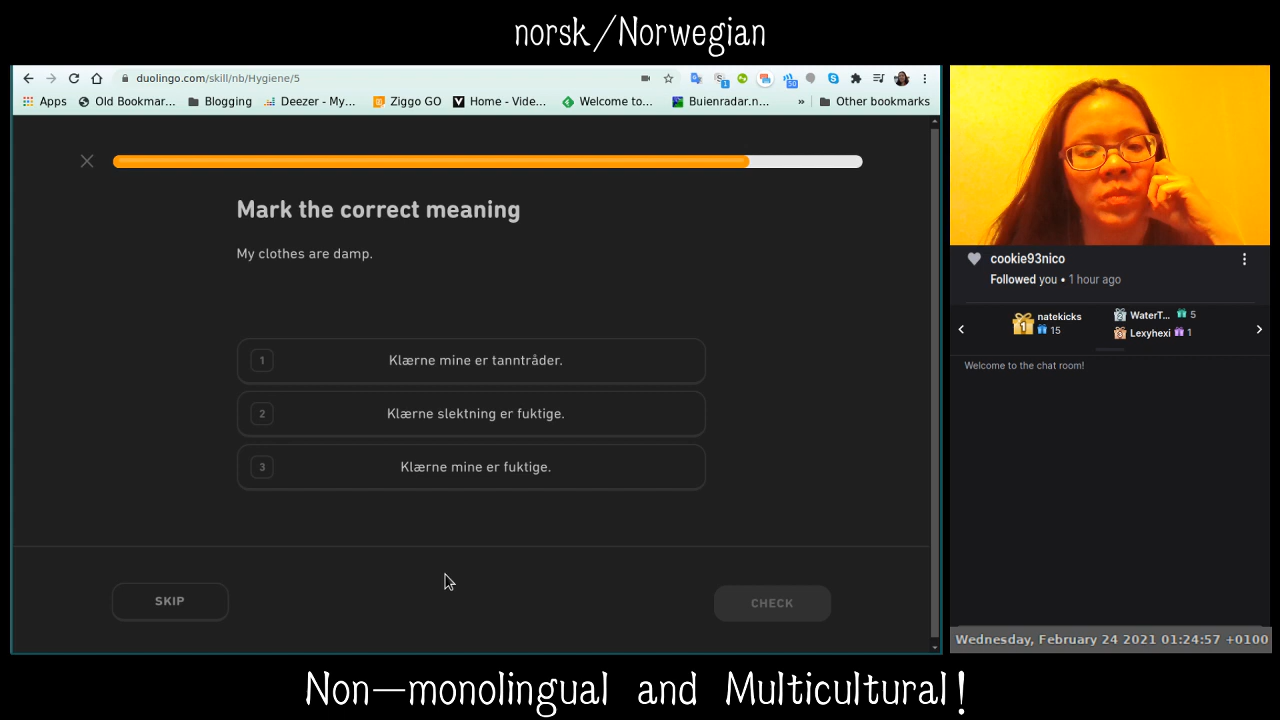 norsk/Norwegian
duolingo.com/skill/nb/Hygiene/5
Apps Old Bookmar... Blogging Deezer - My... Ziggo GO Home - Vide... Welcome to... Buienradar.n... » Other bookmarks
Mark the correct meaning
My clothes are damp.
1 Klærne mine er tanntråder.
2 Klærne slektning er fuktige.
3 Klærne mine er fuktige.
SKIP
CHECK
cookie93nico
Followed you • 1 hour ago
1 natekicks 15
WaterT... 5
Lexyhexi 1
Welcome to the chat room!
Wednesday, February 24 2021 01:24:57 +0100
Non-monolingual and Multicultural!